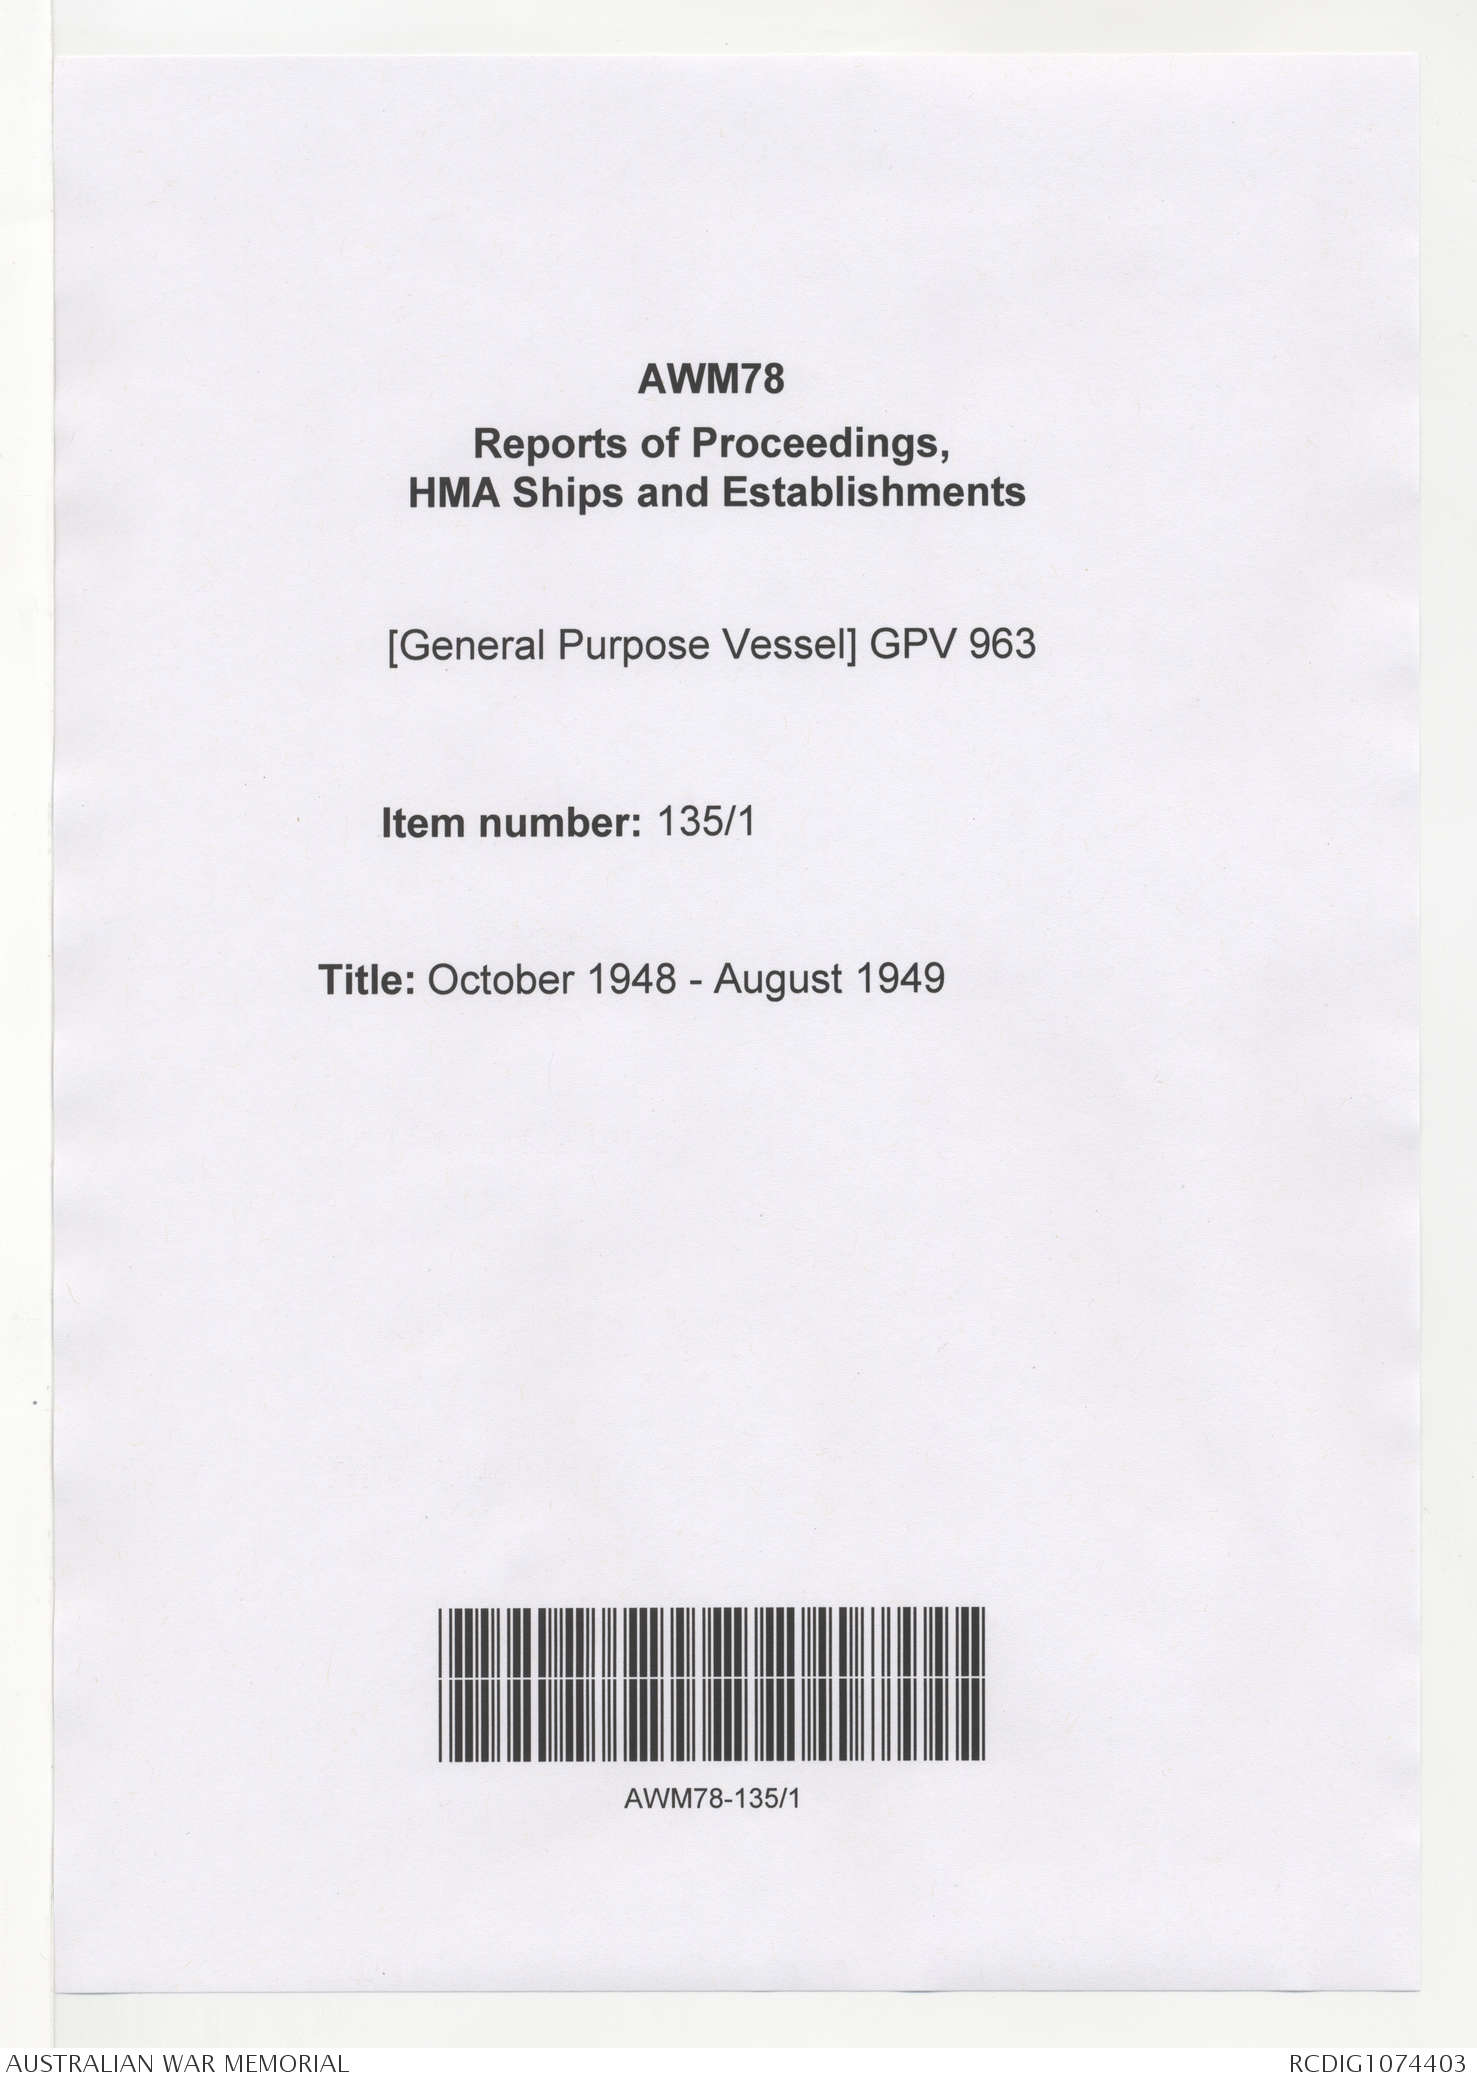 AWM78
Reports of Proceedings,
HMA Ships and Establishments
[General Purpose Vessel] GPV 963
Item number: 135/1
Title: October 1948 - August 1949
AWM78-135/1
AUSTRALIAN WAR MEMORIAL
RCDIG1074403